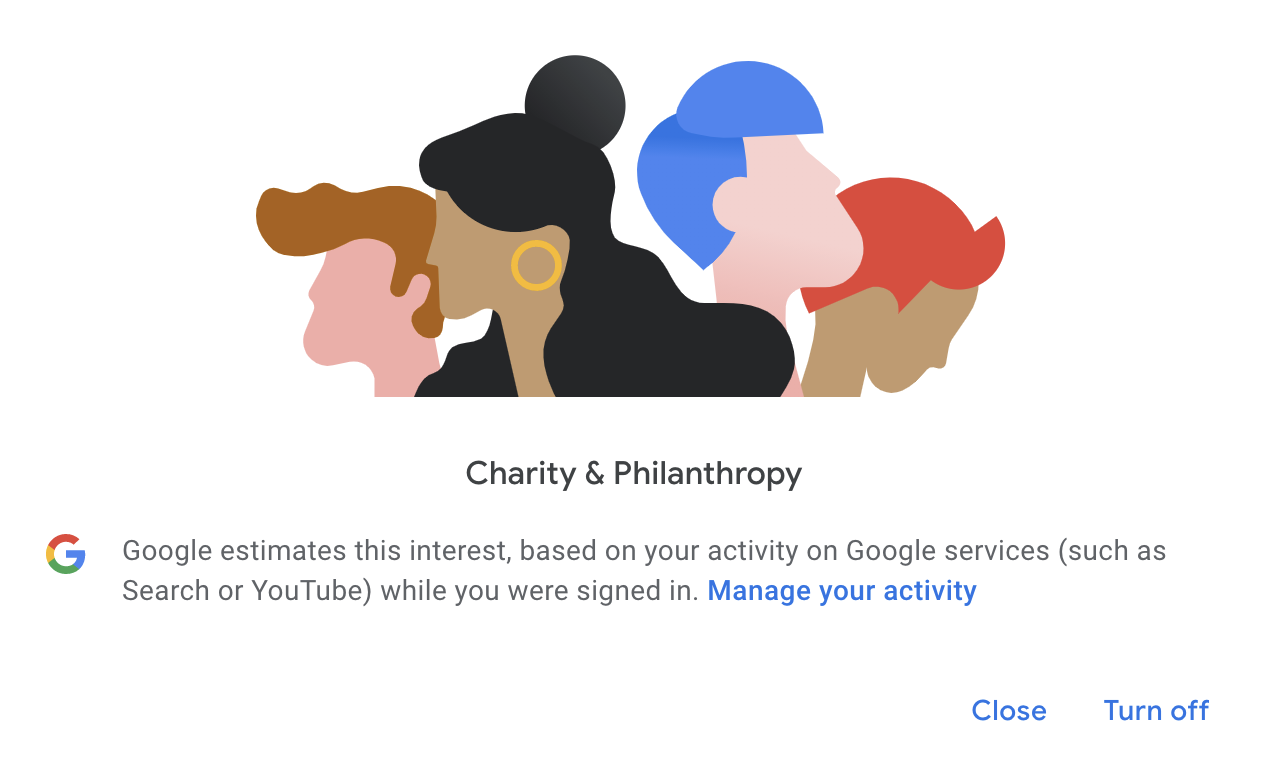 Charity & Philanthropy
Google estimates this interest, based on your activity on Google services (such as
Search or YouTube) while you were signed in. Manage your activity
Close Turn off